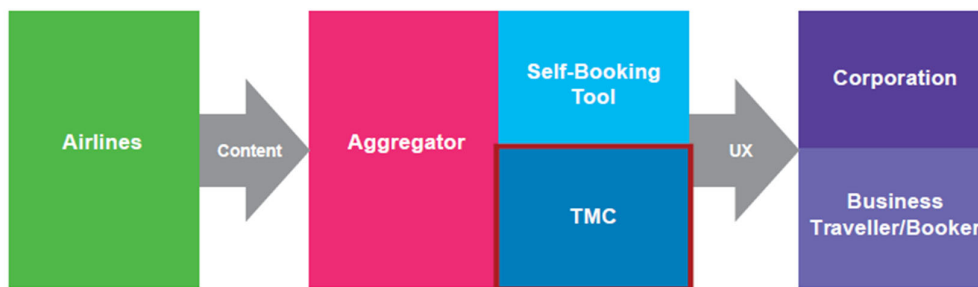 Airlines
Content
Aggregator
Self-Booking
Tool
TMC
UX
Corporation
Business
Traveller/Booker